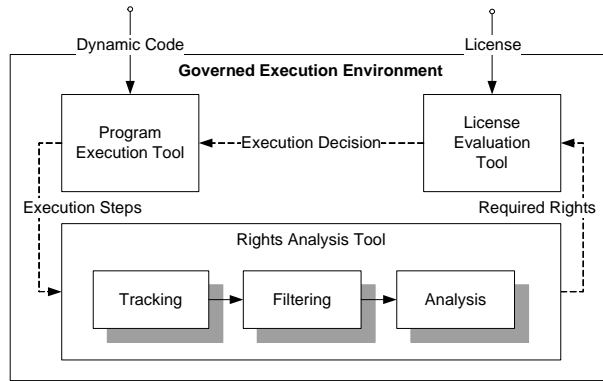 Dynamic Code
License
Governed Execution Environment
Program
Execution Tool
Execution Decision
License
Evaluation
Tool
Execution Steps
Required Rights
Rights Analysis Tool
Tracking
Filtering
Analysis